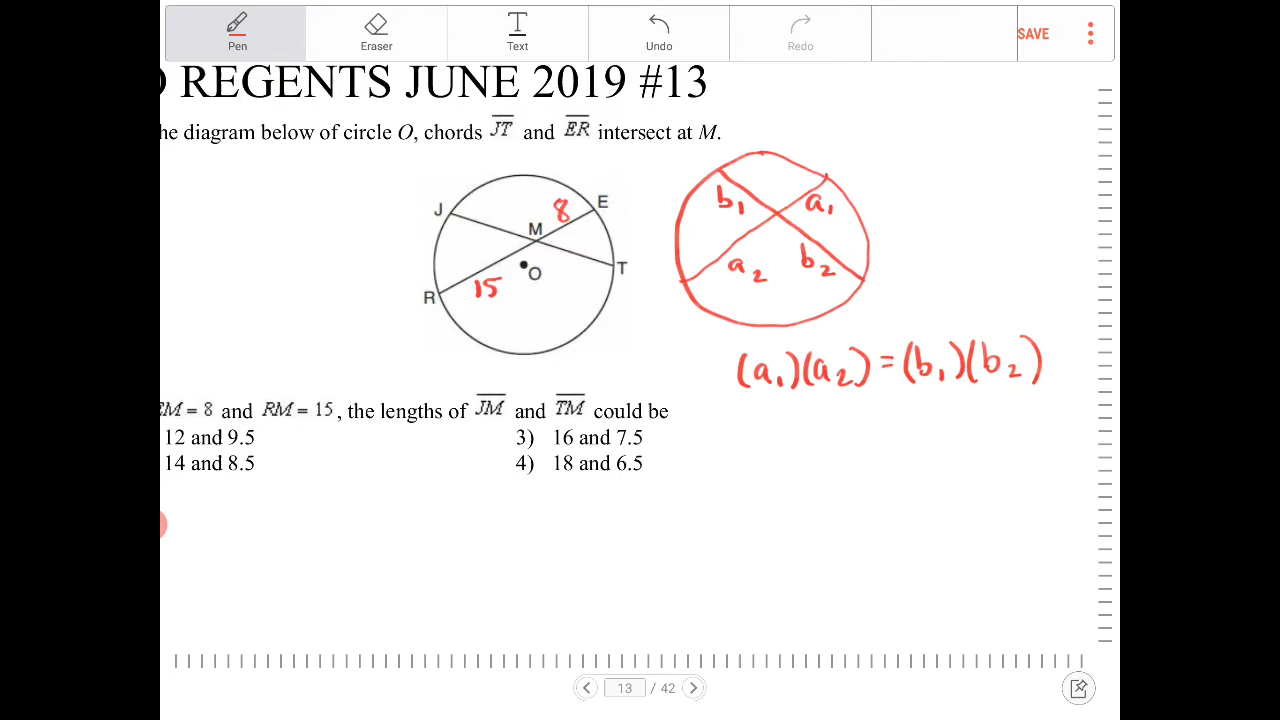 Pen Eraser Text Undo Redo SAVE
REGENTS JUNE 2019 #13
he diagram below of circle O, chords JT and ER intersect at M.
J M 8 E
R 15 O T
b₁ a₁
a₂ b₂
(a₁)(a₂) = (b₁)(b₂)
EM = 8 and RM = 15, the lengths of JM and TM could be
12 and 9.5 3) 16 and 7.5
14 and 8.5 4) 18 and 6.5
13 / 42